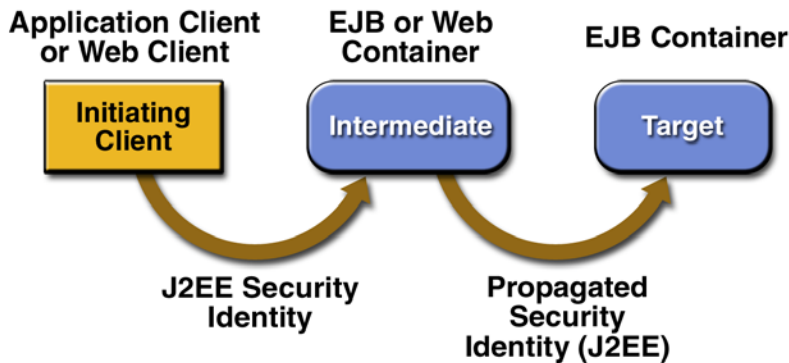 Application Client
or Web Client
EJB or Web
Container
EJB Container
Initiating
Client
Intermediate
Target
J2EE Security
Identity
Propagated
Security
Identity (J2EE)